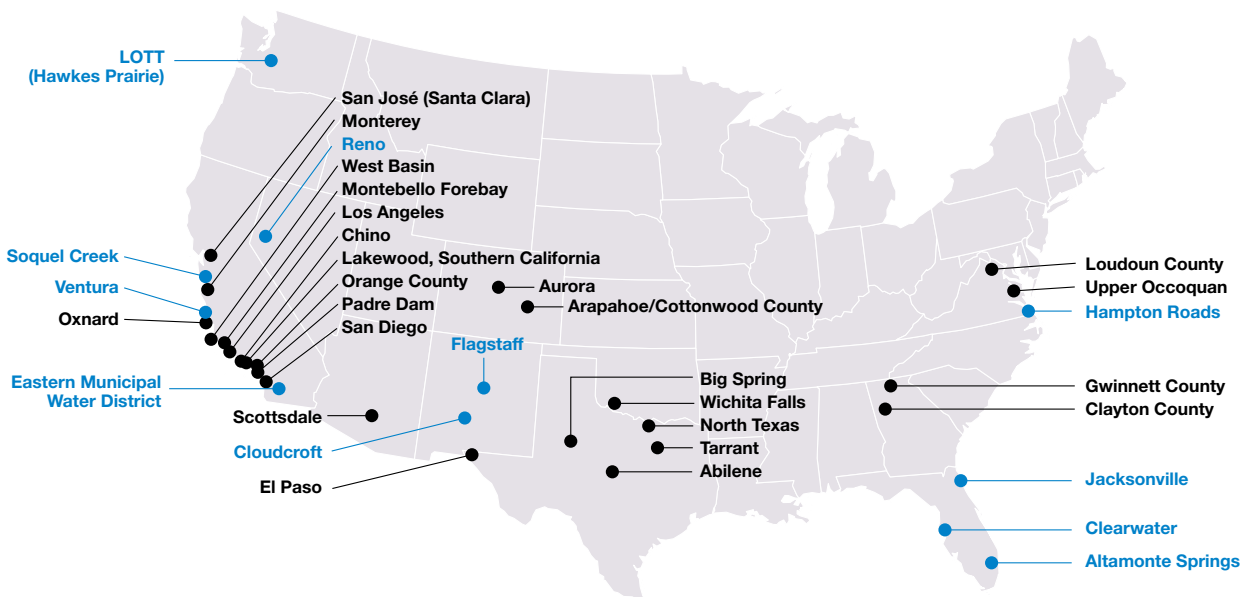 LOTT
(Hawkes Prairie)
San José (Santa Clara)
Monterey
Reno
West Basin
Montebello Forebay
Los Angeles
Chino
Lakewood, Southern California
Orange County
Padre Dam
San Diego
Soquel Creek
Ventura
Oxnard
Eastern Municipal
Water District
Aurora
Arapahoe/Cottonwood County
Flagstaff
Scottsdale
Cloudcroft
El Paso
Big Spring
Wichita Falls
North Texas
Tarrant
Abilene
Loudoun County
Upper Occoquan
Hampton Roads
Gwinnett County
Clayton County
Jacksonville
Clearwater
Altamonte Springs